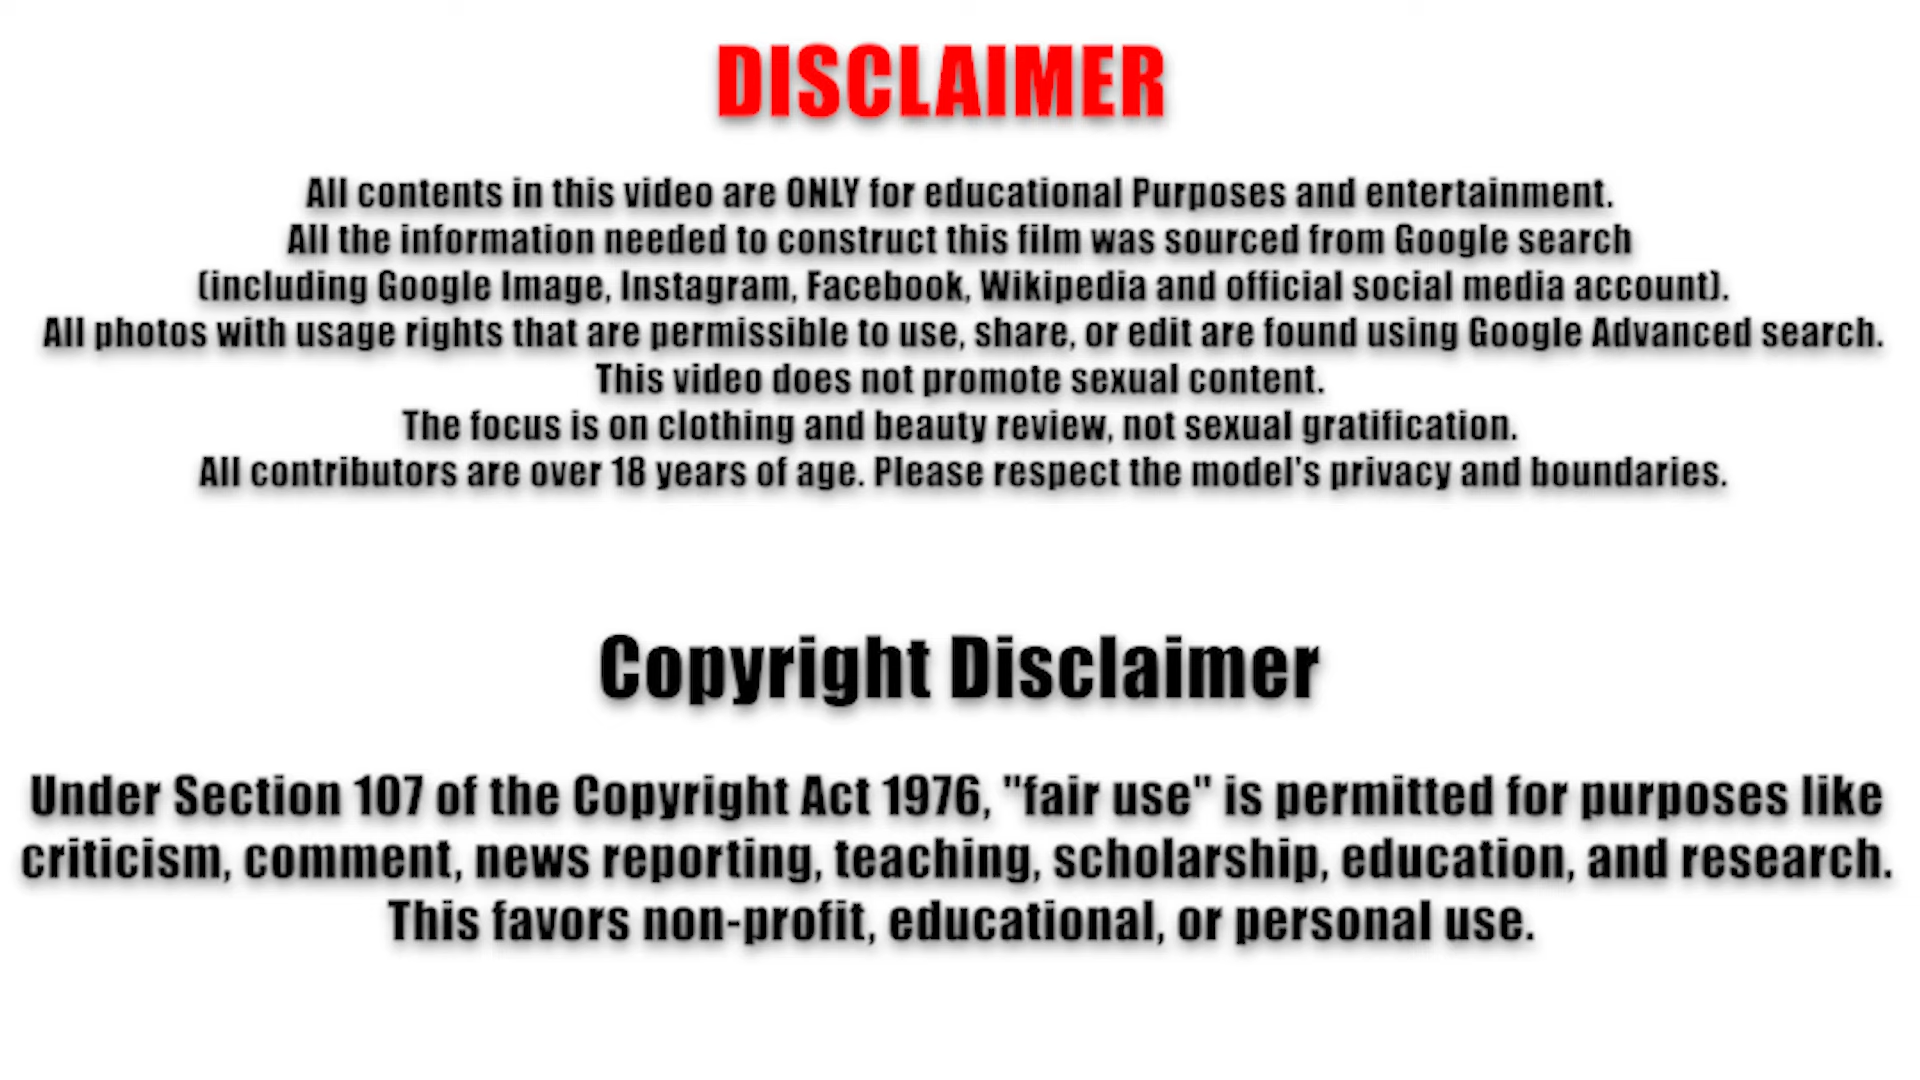 DISCLAIMER
All contents in this video are ONLY for educational Purposes and entertainment.
All the information needed to construct this film was sourced from Google search
(including Google Image, Instagram, Facebook, Wikipedia and official social media account).
All photos with usage rights that are permissible to use, share, or edit are found using Google Advanced search.
This video does not promote sexual content.
The focus is on clothing and beauty review, not sexual gratification.
All contributors are over 18 years of age. Please respect the model's privacy and boundaries.
Copyright Disclaimer
Under Section 107 of the Copyright Act 1976, "fair use" is permitted for purposes like
criticism, comment, news reporting, teaching, scholarship, education, and research.
This favors non-profit, educational, or personal use.